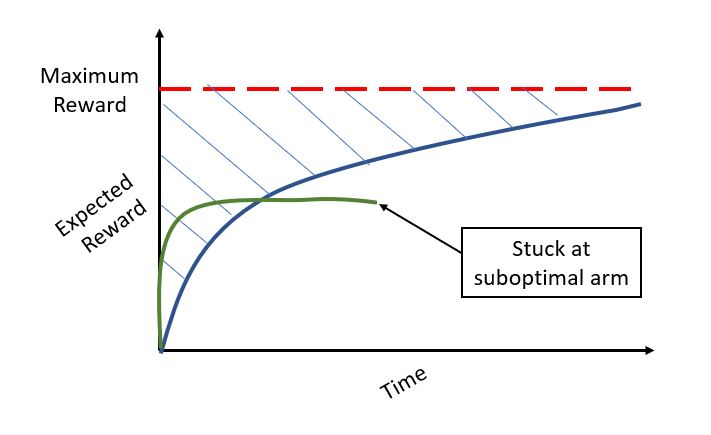 Maximum
Reward
Expected
Reward
Stuck at
suboptimal arm
Time